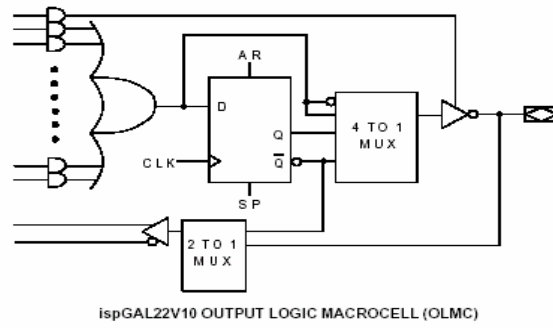 AR
D
Q
CLK
Q
SP
4 TO 1
MUX
2 TO 1
MUX
ispGAL22V10 OUTPUT LOGIC MACROCELL (OLMC)